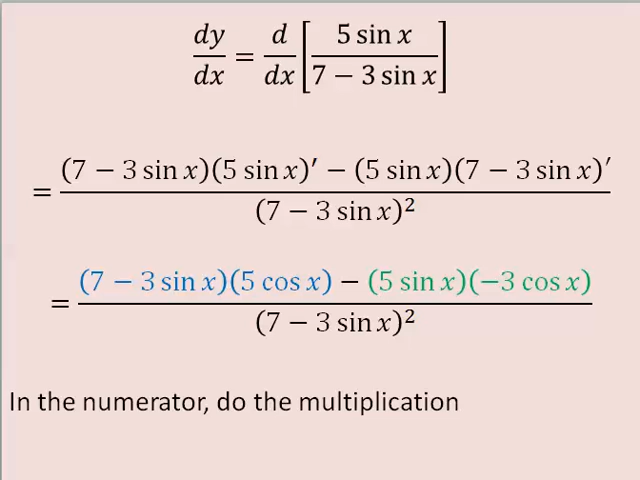 dy/dx = d/dx [5 sin x / 7 − 3 sin x]
= (7 − 3 sin x)(5 sin x)′ − (5 sin x)(7 − 3 sin x)′ / (7 − 3 sin x)²
= (7 − 3 sin x)(5 cos x) − (5 sin x)(−3 cos x) / (7 − 3 sin x)²
In the numerator, do the multiplication